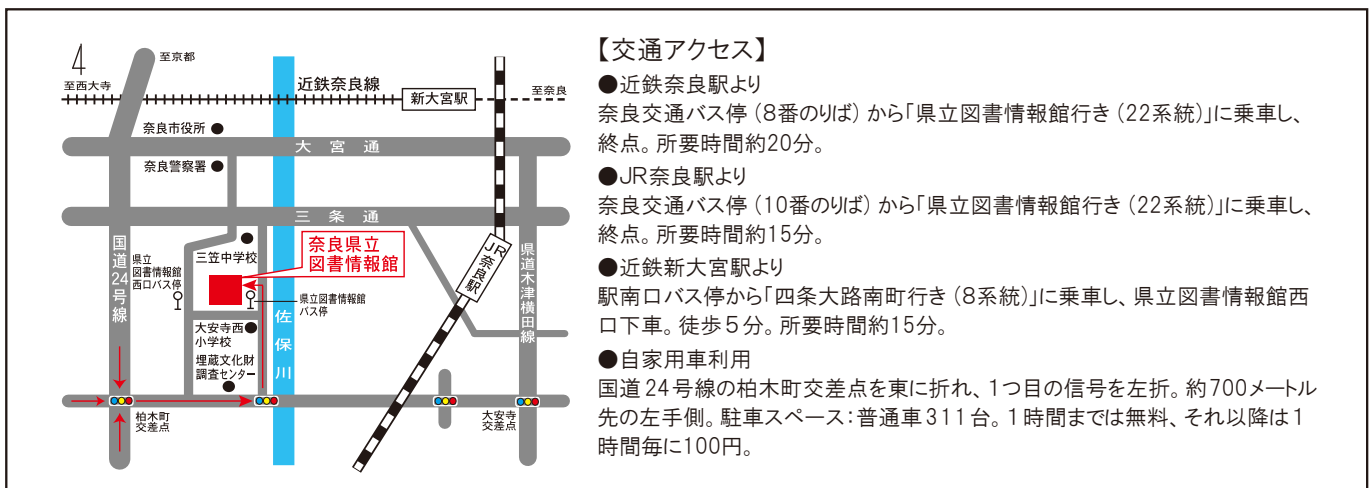 4
至京都
至西大寺
近鉄奈良線
新大宮駅
至奈良
奈良市役所●
大宮通
奈良警察署●
三条通
国道24号線
県立
図書情報館
西口バス停
三笠中学校
奈良県立
図書情報館
県立図書情報館
バス停
JR奈良駅
県道木津横田線
大安寺西●
小学校
佐保川
埋蔵文化財
調査センター
柏木町
交差点
大安寺
交差点
【交通アクセス】
●近鉄奈良駅より
奈良交通バス停(8番のりば)から「県立図書情報館行き(22系統)」に乗車し、
終点。所要時間約20分。
●JR奈良駅より
奈良交通バス停(10番のりば)から「県立図書情報館行き(22系統)」に乗車し、
終点。所要時間約15分。
●近鉄新大宮駅より
駅南口バス停から「四条大路南町行き(8系統)」に乗車し、県立図書情報館西
口下車。徒歩5分。所要時間約15分。
●自家用車利用
国道24号線の柏木町交差点を東に折れ、1つ目の信号を左折。約700メートル
先の左手側。駐車スペース:普通車311台。1時間までは無料、それ以降は1
時間毎に100円。